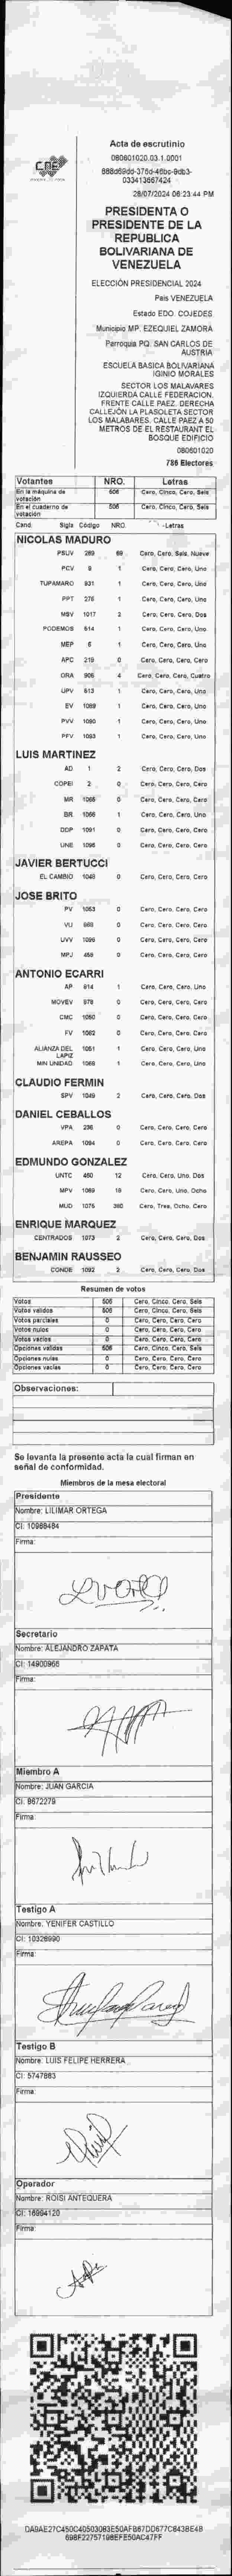 CNE
Acta de escrutinio
080601020.03.1.0001
033413667424
28/07/2024 06:23:44 PM
PRESIDENTA O
PRESIDENTE DE LA
REPUBLICA
BOLIVARIANA DE
VENEZUELA
ELECCIÓN PRESIDENCIAL 2024
País VENEZUELA
Estado EDO. COJEDES
Municipio MP. EZEQUIEL ZAMORA
Parroquia PQ. SAN CARLOS DE
AUSTRIA
ESCUELA BASICA BOLIVARIANA
IGINIO MORALES
SECTOR LOS MALAVARES
IZQUIERDA CALLE FEDERACION.
FRENTE CALLE PAEZ. DERECHA
CALLEJÓN LA PLASOLETA SECTOR
LOS MALABARES. CALLE PAEZ A 50
METROS DE EL RESTAURANT EL
BOSQUE EDIFICIO
080601020
786 Electores
Votantes NRO. Letras
En la máquina de votación 506 Cero, Cinco, Cero, Seis
En el cuaderno de votación 506 Cero, Cinco, Cero, Seis
Cand. Sigla Código NRO. Letras
NICOLAS MADURO
PSUV 289 69 Cero, Cero, Seis, Nueve
PCV 9 1 Cero, Cero, Cero, Uno
TUPAMARO 931 1 Cero, Cero, Cero, Uno
PPT 275 1 Cero, Cero, Cero, Uno
MSV 1017 2 Cero, Cero, Cero, Dos
PODEMOS 514 1 Cero, Cero, Cero, Uno
MEP 6 1 Cero, Cero, Cero, Uno
APC 219 0 Cero, Cero, Cero, Cero
ORA 906 4 Cero, Cero, Cero, Cuatro
UPV 513 1 Cero, Cero, Cero, Uno
EV 1089 1 Cero, Cero, Cero, Uno
PVV 1090 1 Cero, Cero, Cero, Uno
PFV 1093 1 Cero, Cero, Cero, Uno
LUIS MARTINEZ
AD 1 2 Cero, Cero, Cero, Dos
COPEI 2 0 Cero, Cero, Cero, Cero
MR 1065 0 Cero, Cero, Cero, Cero
BR 1066 1 Cero, Cero, Cero, Uno
DDP 1091 0 Cero, Cero, Cero, Cero
UNE 1096 0 Cero, Cero, Cero, Cero
JAVIER BERTUCCI
EL CAMBIO 1048 0 Cero, Cero, Cero, Cero
JOSE BRITO
PV 1053 0 Cero, Cero, Cero, Cero
VU 968 0 Cero, Cero, Cero, Cero
UVV 1095 0 Cero, Cero, Cero, Cero
MPJ 459 0 Cero, Cero, Cero, Cero
ANTONIO ECARRI
AP 914 1 Cero, Cero, Cero, Uno
MOVEV 978 0 Cero, Cero, Cero, Cero
CMC 1050 0 Cero, Cero, Cero, Cero
FV 1062 0 Cero, Cero, Cero, Cero
ALIANZA DEL LAPIZ 1051 1 Cero, Cero, Cero, Uno
MIN UNIDAD 1068 1 Cero, Cero, Cero, Uno
CLAUDIO FERMIN
SPV 1049 2 Cero, Cero, Cero, Dos
DANIEL CEBALLOS
VPA 236 0 Cero, Cero, Cero, Cero
AREPA 1094 0 Cero, Cero, Cero, Cero
EDMUNDO GONZALEZ
UNTC 450 12 Cero, Cero, Uno, Dos
MPV 1069 18 Cero, Cero, Uno, Ocho
MUD 1075 380 Cero, Tres, Ocho, Cero
ENRIQUE MARQUEZ
CENTRADOS 1073 2 Cero, Cero, Cero, Dos
BENJAMIN RAUSSEO
CONDE 1092 2 Cero, Cero, Cero, Dos
Resumen de votos
Votos 506 Cero, Cinco, Cero, Seis
Votos validos 506 Cero, Cinco, Cero, Seis
Votos parciales 0 Cero, Cero, Cero, Cero
Votos nulos 0 Cero, Cero, Cero, Cero
Votos vacios 0 Cero, Cero, Cero, Cero
Opciones validas 506 Cero, Cinco, Cero, Seis
Opciones nulas 0 Cero, Cero, Cero, Cero
Opciones vacias 0 Cero, Cero, Cero, Cero
Observaciones:
Se levanta la presente acta la cual firman en
señal de conformidad.
Miembros de la mesa electoral
Presidente
Nombre: LILIMAR ORTEGA
CI: 10988484
Firma:
Secretario
Nombre: ALEJANDRO ZAPATA
CI: 14900966
Firma:
Miembro A
Nombre: JUAN GARCIA
CI: 8672279
Firma:
Testigo A
Nombre: YENIFER CASTILLO
CI: 10326990
Firma:
Testigo B
Nombre: LUIS FELIPE HERRERA
CI: 5747883
Firma:
Operador
Nombre: ROISI ANTEQUERA
CI: 16994120
Firma: